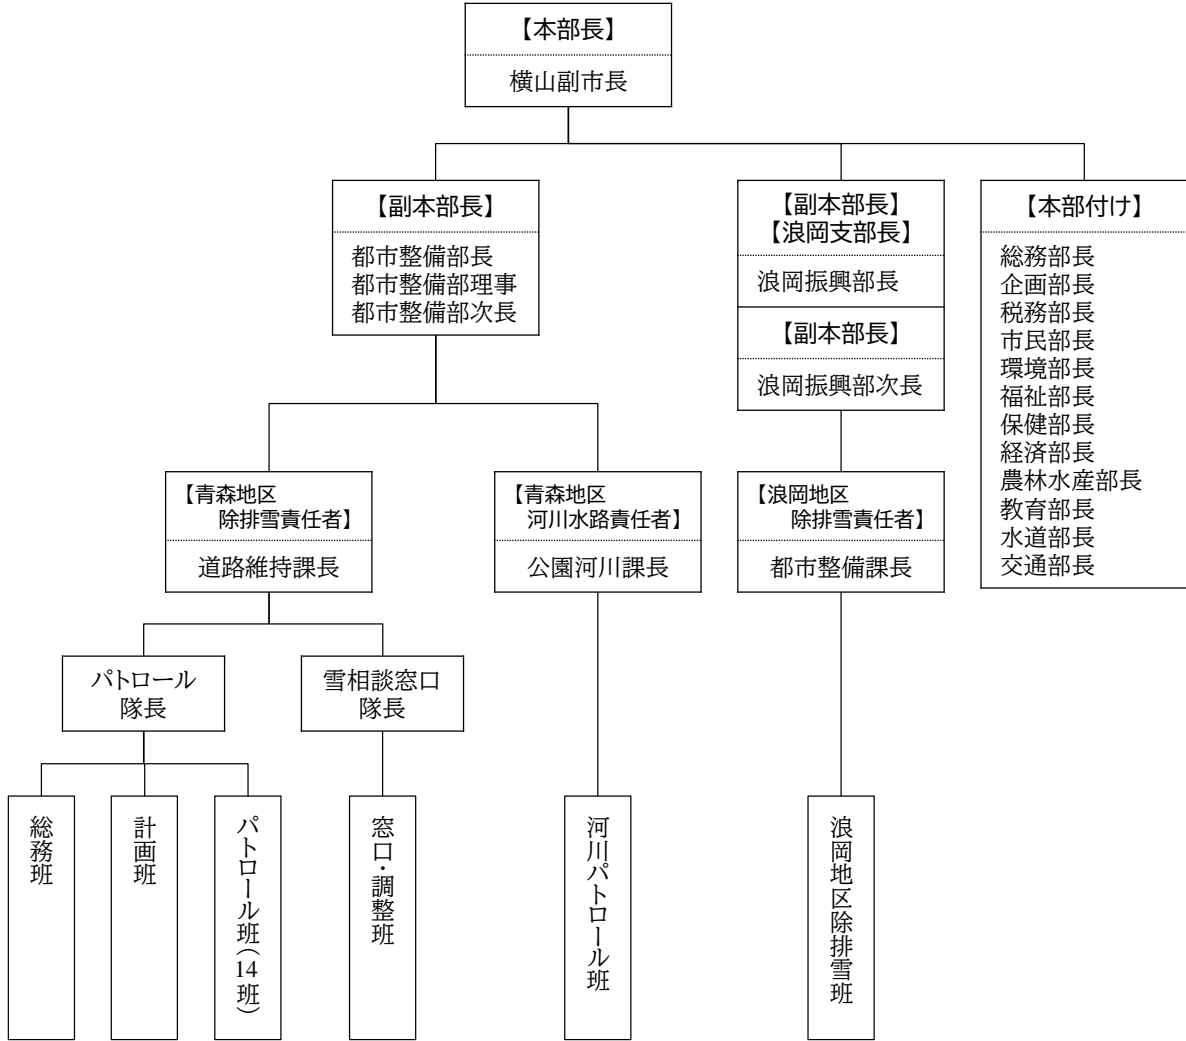 【本部長】
横山副市長
【副本部長】
都市整備部長
都市整備部理事
都市整備部次長
【副本部長】
【浪岡支部長】
浪岡振興部長
【副本部長】
浪岡振興部次長
【本部付け】
総務部長
企画部長
税務部長
市民部長
環境部長
福祉部長
保健部長
経済部長
農林水産部長
教育部長
水道部長
交通部長
【青森地区
除排雪責任者】
道路維持課長
【青森地区
河川水路責任者】
公園河川課長
【浪岡地区
除排雪責任者】
都市整備課長
パトロール
隊長
雪相談窓口
隊長
総務班
計画班
パトロール班(14班)
窓口・調整班
河川パトロール班
浪岡地区除排雪班